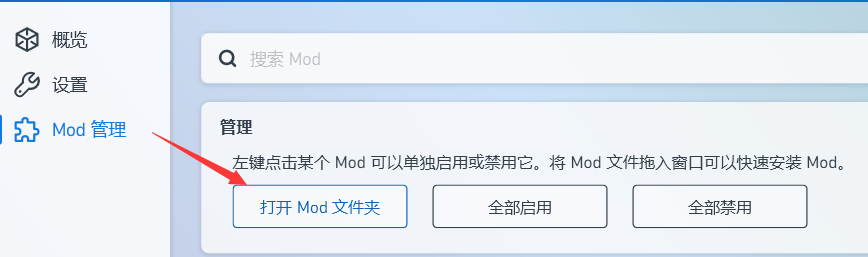 概览
设置
Mod 管理
搜索 Mod
管理
左键点击某个 Mod 可以单独启用或禁用它。将 Mod 文件拖入窗口可以快速安装 Mod。
打开 Mod 文件夹
全部启用
全部禁用